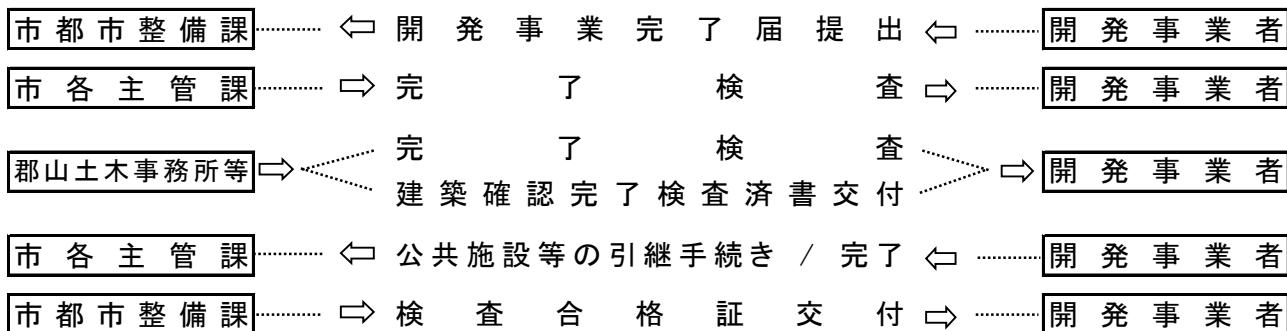 市都市整備課 ⇦ 開発事業完了届提出 ⇦ 開発事業者
市各主管課 ⇨ 完了検査 ⇨ 開発事業者
完了検査
郡山土木事務所等 ⇨ ⇨ 開発事業者
建築確認完了検査済書交付
市各主管課 ⇦ 公共施設等の引継手続き / 完了 ⇦ 開発事業者
市都市整備課 ⇨ 検査合格証交付 ⇨ 開発事業者